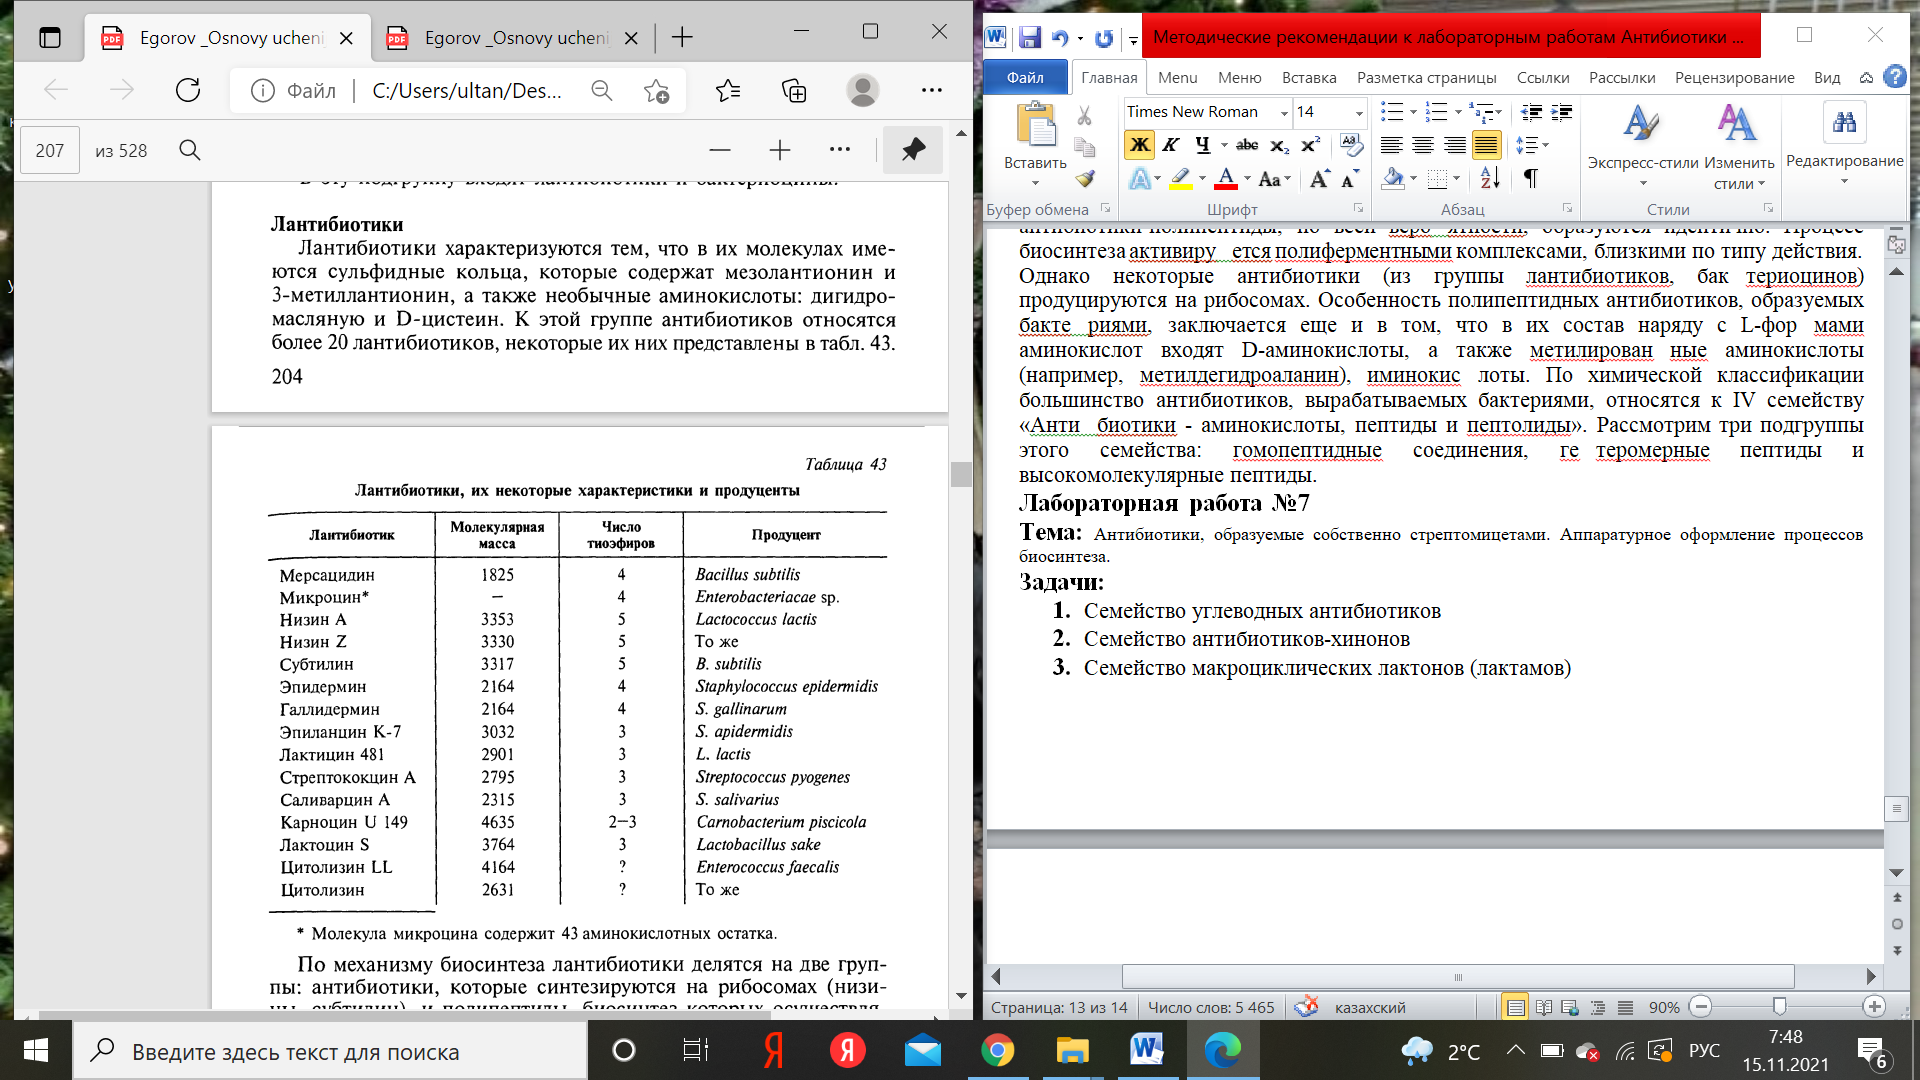 Egorov _Osnovy uchenij
Egorov _Osnovy uchenij
Файл
C:/Users/ultan/Des...
207
из 528
Лантибиотики
Лантибиотики характеризуются тем, что в их молекулах име-
ются сульфидные кольца, которые содержат мезолантионин и
3-метиллантионин, а также необычные аминокислоты: дигидро-
масляную и D-цистеин. К этой группе антибиотиков относятся
более 20 лантибиотиков, некоторые их них представлены в табл. 43.
204
Таблица 43
Лантибиотики, их некоторые характеристики и продуценты
Лантибиотик Молекулярная масса Число тиоэфиров Продуцент
Мерсацидин 1825 4 Bacillus subtilis
Микроцин* – 4 Enterobacteriacae sp.
Низин А 3353 5 Lactococcus lactis
Низин Z 3330 5 То же
Субтилин 3317 5 B. subtilis
Эпидермин 2164 4 Staphylococcus epidermidis
Галлидермин 2164 4 S. gallinarum
Эпиланцин К-7 3032 3 S. apidermidis
Лактицин 481 2901 3 L. lactis
Стрептококцин А 2795 3 Streptococcus pyogenes
Саливарцин А 2315 3 S. salivarius
Карноцин U 149 4635 2–3 Carnobacterium piscicola
Лактоцин S 3764 3 Lactobacillus sake
Цитолизин LL 4164 ? Enterococcus faecalis
Цитолизин 2631 ? То же
* Молекула микроцина содержит 43 аминокислотных остатка.
По механизму биосинтеза лантибиотики делятся на две груп-
пы: антибиотики, которые синтезируются на рибосомах (низи-
Методические рекомендации к лабораторным работам Антибиотики ...
Файл Главная Menu Меню Вставка Разметка страницы Ссылки Рассылки Рецензирование Вид
Times New Roman 14
Вставить
Экспресс-стили
Изменить стили
Редактирование
Буфер обмена Шрифт Абзац Стили
биосинтеза активиру ется полиферментными комплексами, близкими по типу действия.
Однако некоторые антибиотики (из группы лантибиотиков, бак териоцинов)
продуцируются на рибосомах. Особенность полипептидных антибиотиков, образуемых
бакте риями, заключается еще и в том, что в их состав наряду с L-фор мами
аминокислот входят D-аминокислоты, а также метилирован ные аминокислоты
(например, метилдегидроаланин), иминокис лоты. По химической классификации
большинство антибиотиков, вырабатываемых бактериями, относятся к IV семейству
«Анти биотики - аминокислоты, пептиды и пептолиды». Рассмотрим три подгруппы
этого семейства: гомопептидные соединения, ге теромерные пептиды и
высокомолекулярные пептиды.
Лабораторная работа №7
Тема: Антибиотики, образуемые собственно стрептомицетами. Аппаратурное оформление процессов
биосинтеза.
Задачи:
1. Семейство углеводных антибиотиков
2. Семейство антибиотиков-хинонов
3. Семейство макроциклических лактонов (лактамов)
Страница: 13 из 14 Число слов: 5 465 казахский 90%
Введите здесь текст для поиска
2°C
РУС
7:48
15.11.2021
6